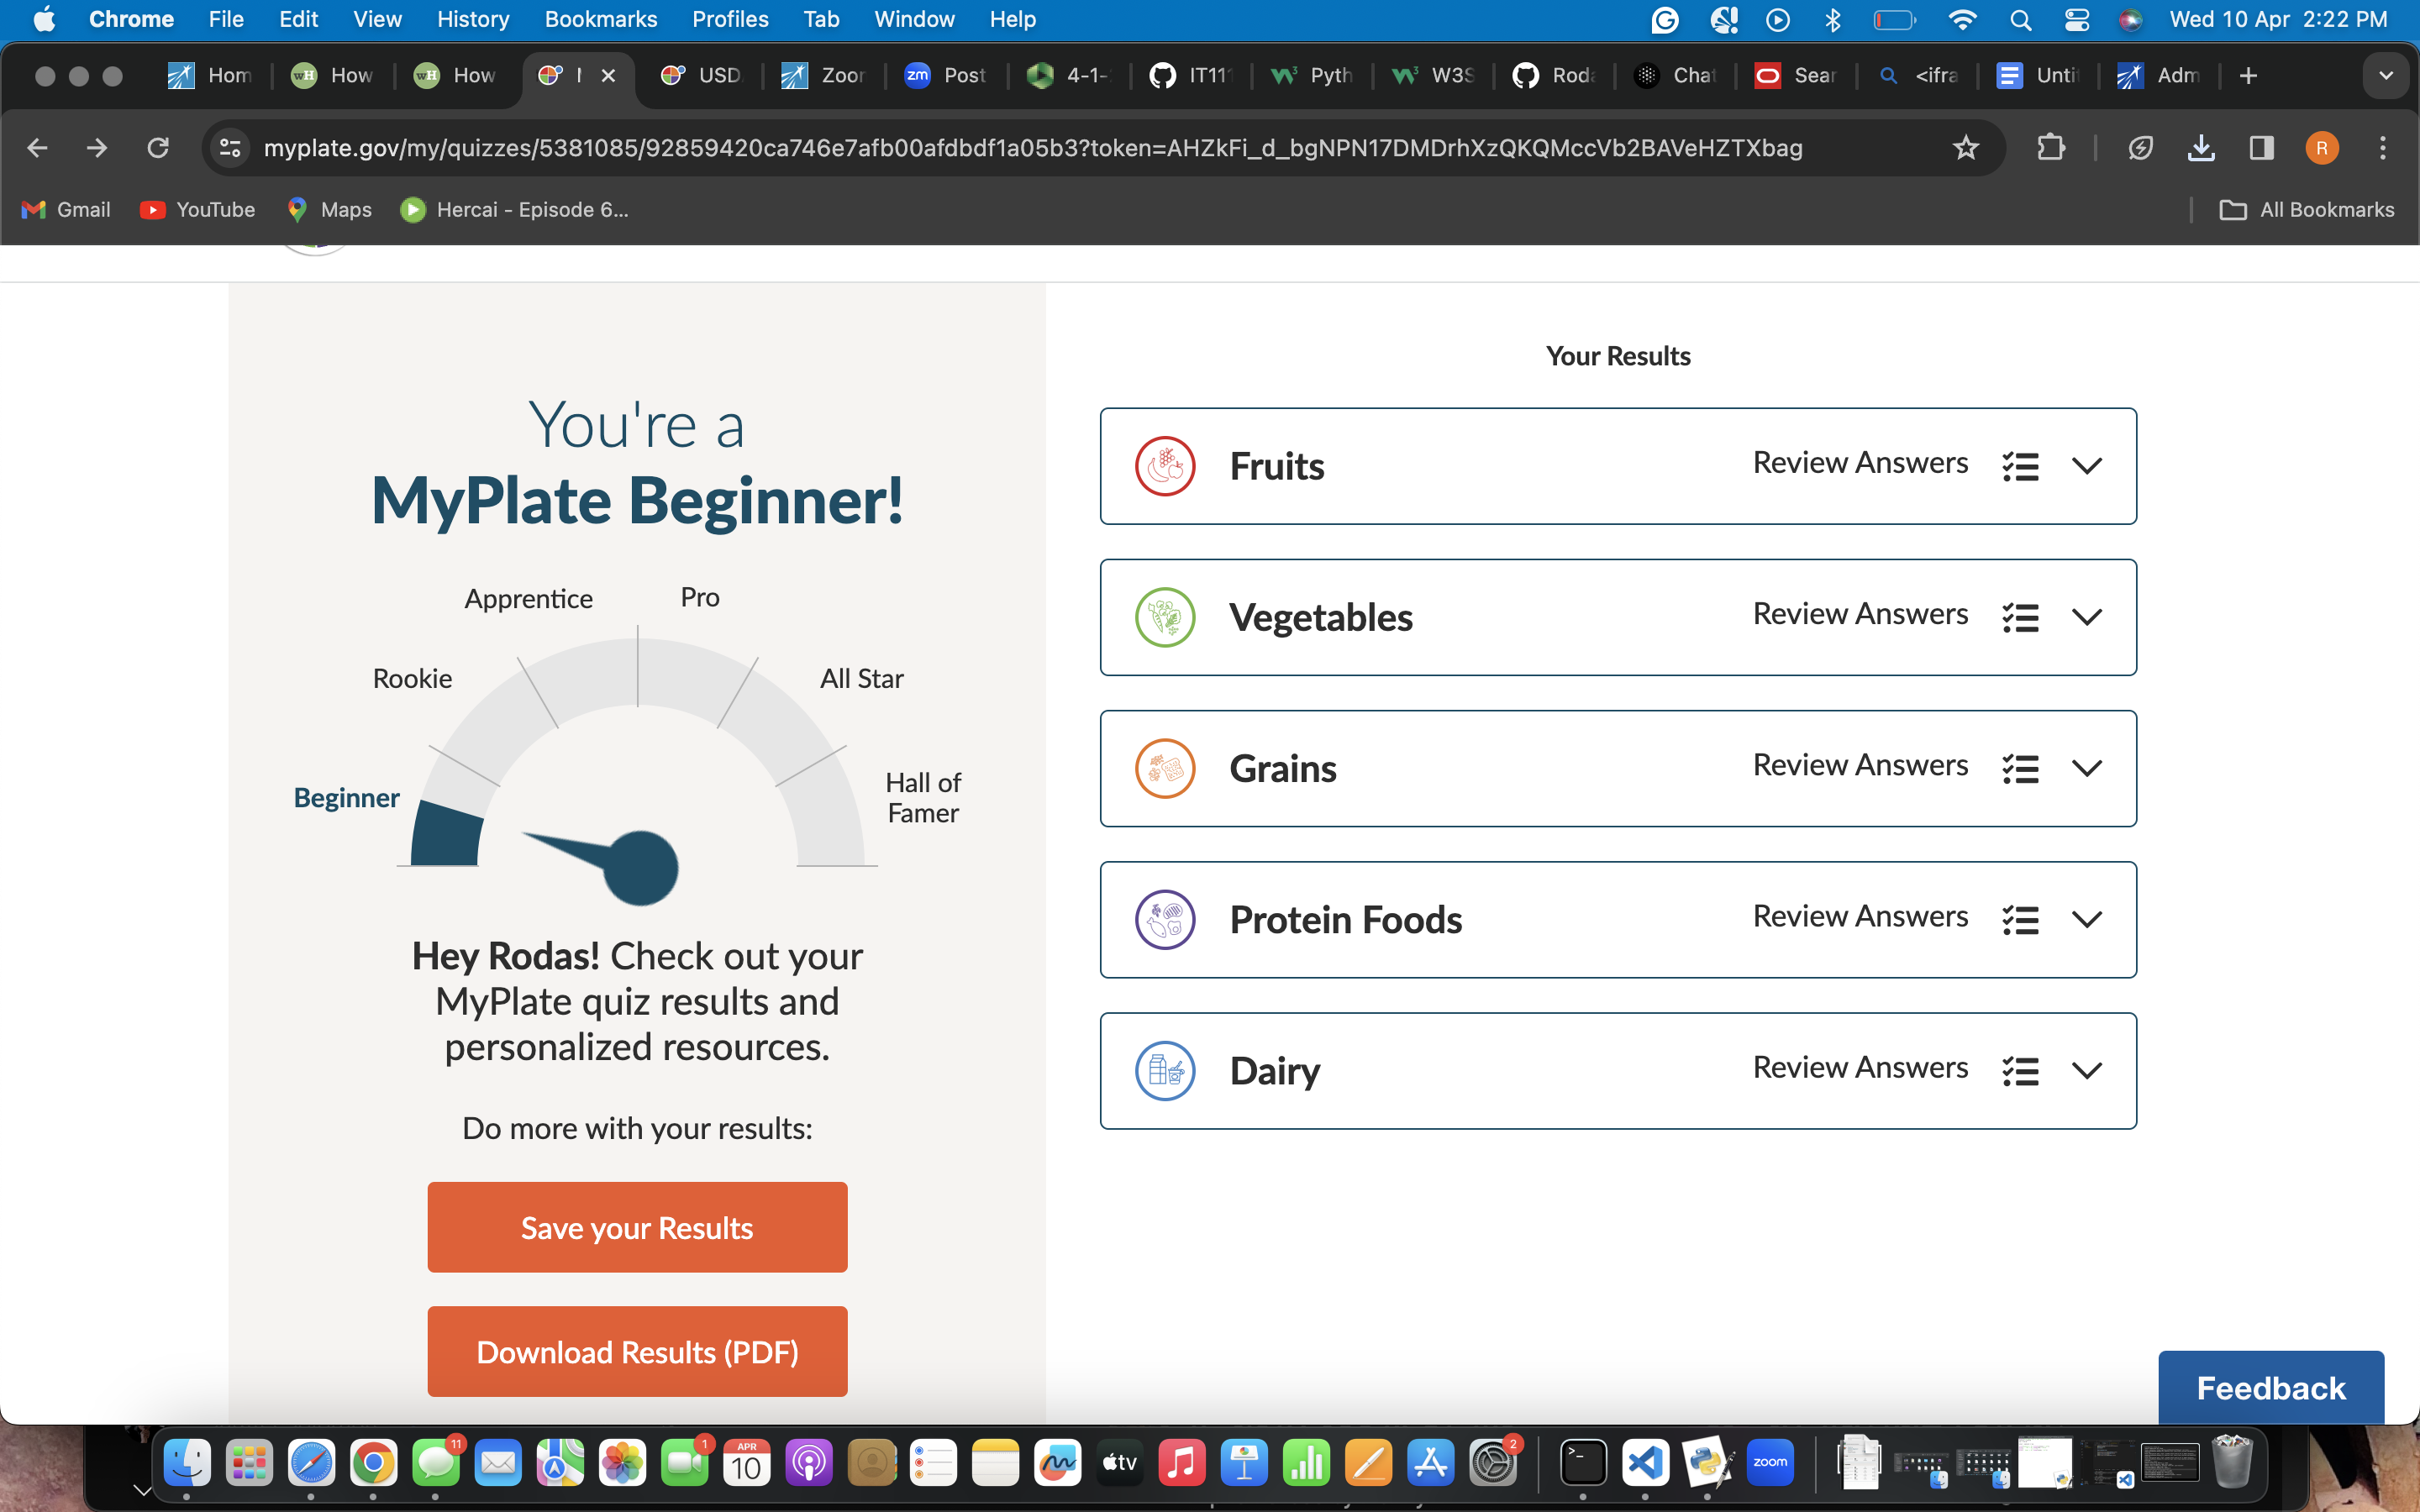 Chrome File Edit View History Bookmarks Profiles Tab Window Help Wed 10 Apr 2:22 PM
Hom How How USD Zoor Post 4-1- IT11 Pyth W3S Roda Chat Sear <ifra Unti Adm
myplate.gov/my/quizzes/5381085/92859420ca746e7afb00afdbdf1a05b3?token=AHZkFi_d_bgNPN17DMDrhXzQKQMccVb2BAVeHZTXbag R
Gmail YouTube Maps Hercai - Episode 6... All Bookmarks
You're a
MyPlate Beginner!
Apprentice Pro
Rookie All Star
Beginner
Hall of
Famer
Hey Rodas! Check out your
MyPlate quiz results and
personalized resources.
Do more with your results:
Save your Results
Download Results (PDF)
Your Results
Fruits Review Answers
Vegetables Review Answers
Grains Review Answers
Protein Foods Review Answers
Dairy Review Answers
Feedback
11 1 APR 10 tv 2 zoom